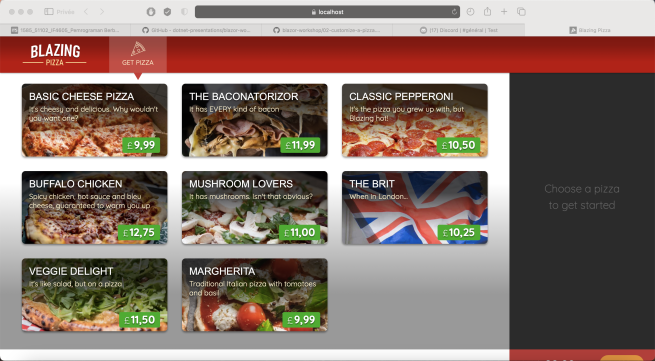 Private
localhost
GitHub - dotnet-presentations/blazor-wo...
blazor-workshop/02-customize-a-pizza....
(17) Discord | #général | Test
Blazing Pizza
BLAZING
PIZZA
GET PIZZA
BASIC CHEESE PIZZA
It's cheesy and delicious. Why wouldn't
you want one?
£9,99
THE BACONATORIZOR
It has EVERY kind of bacon
£11,99
CLASSIC PEPPERONI
It's the pizza you grew up with, but
Blazing hot!
£10,50
BUFFALO CHICKEN
Spicy chicken, hot sauce and bleu
cheese, guaranteed to warm you up
£12,75
MUSHROOM LOVERS
It has mushrooms. Isn't that obvious?
£11,00
THE BRIT
When in London...
£10,25
VEGGIE DELIGHT
It's like salad, but on a pizza
£11,50
MARGHERITA
Traditional Italian pizza with tomatoes
and basil
£9,99
Choose a pizza
to get started